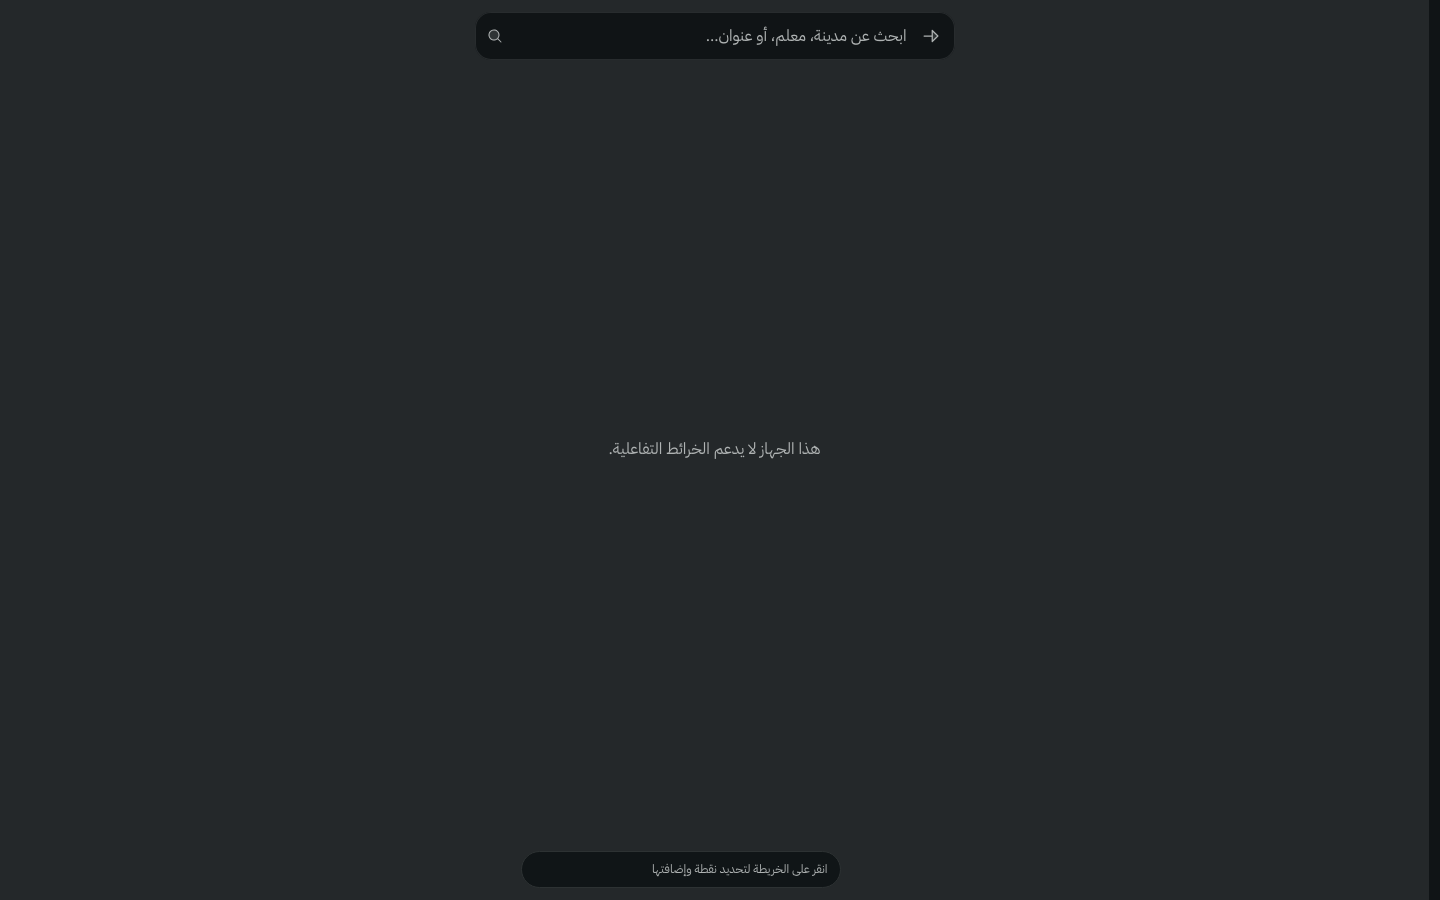 ابحث عن مدينة، معلم، أو عنوان...
هذا الجهاز لا يدعم الخرائط التفاعلية.
انقر على الخريطة لتحديد نقطة وإضافتها